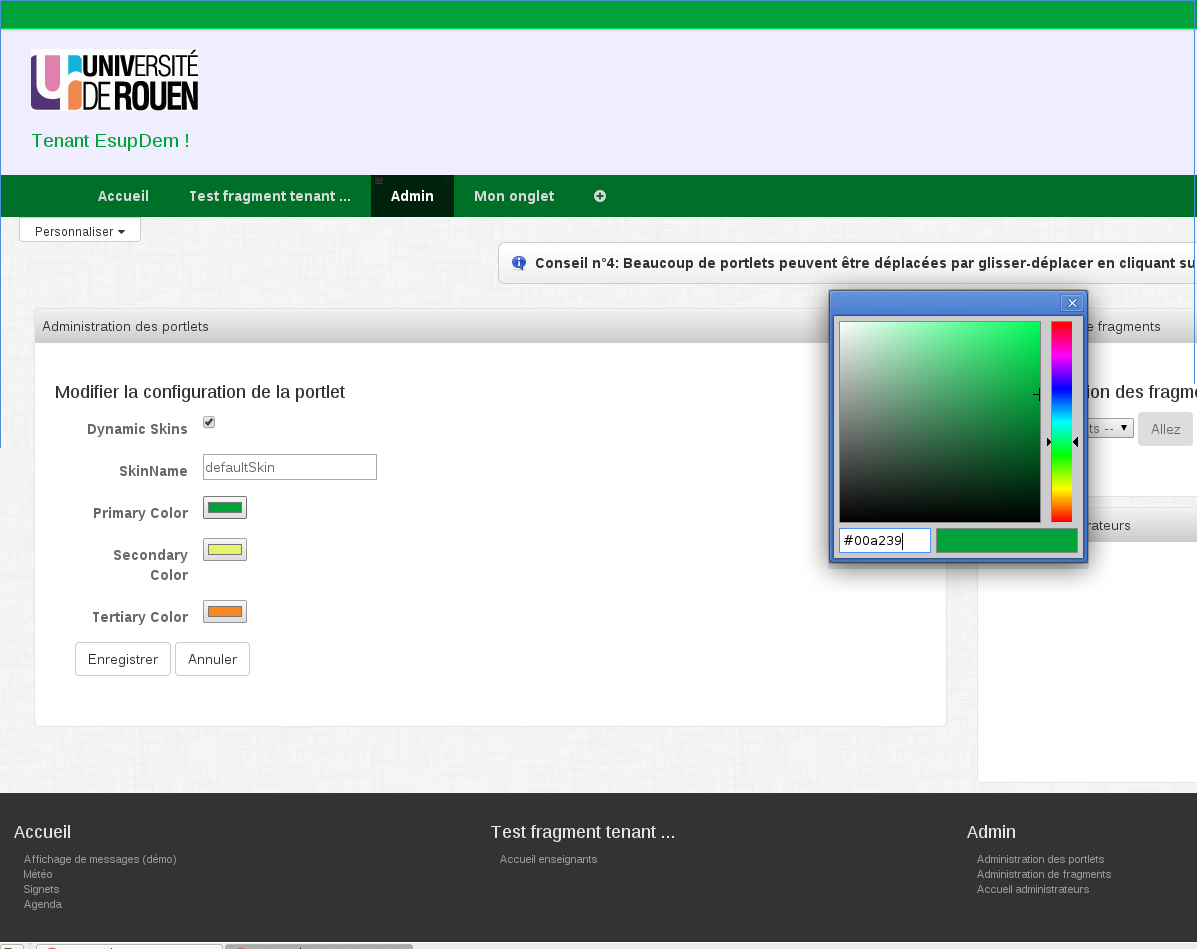 UNIVERSITÉ
DE ROUEN
Tenant EsupDem !
Accueil
Test fragment tenant ...
Admin
Mon onglet
Personnaliser
Conseil n°4: Beaucoup de portlets peuvent être déplacées par glisser-déplacer en cliquant su
Administration des portlets
e fragments
Modifier la configuration de la portlet
ion des fragme
Dynamic Skins
ts --
Allez
SkinName
defaultSkin
Primary Color
rateurs
#00a239
Secondary
Color
Tertiary Color
Enregistrer
Annuler
Accueil
Test fragment tenant ...
Admin
Affichage de messages (démo)
Accueil enseignants
Administration des portlets
Météo
Administration de fragments
Signets
Accueil administrateurs
Agenda